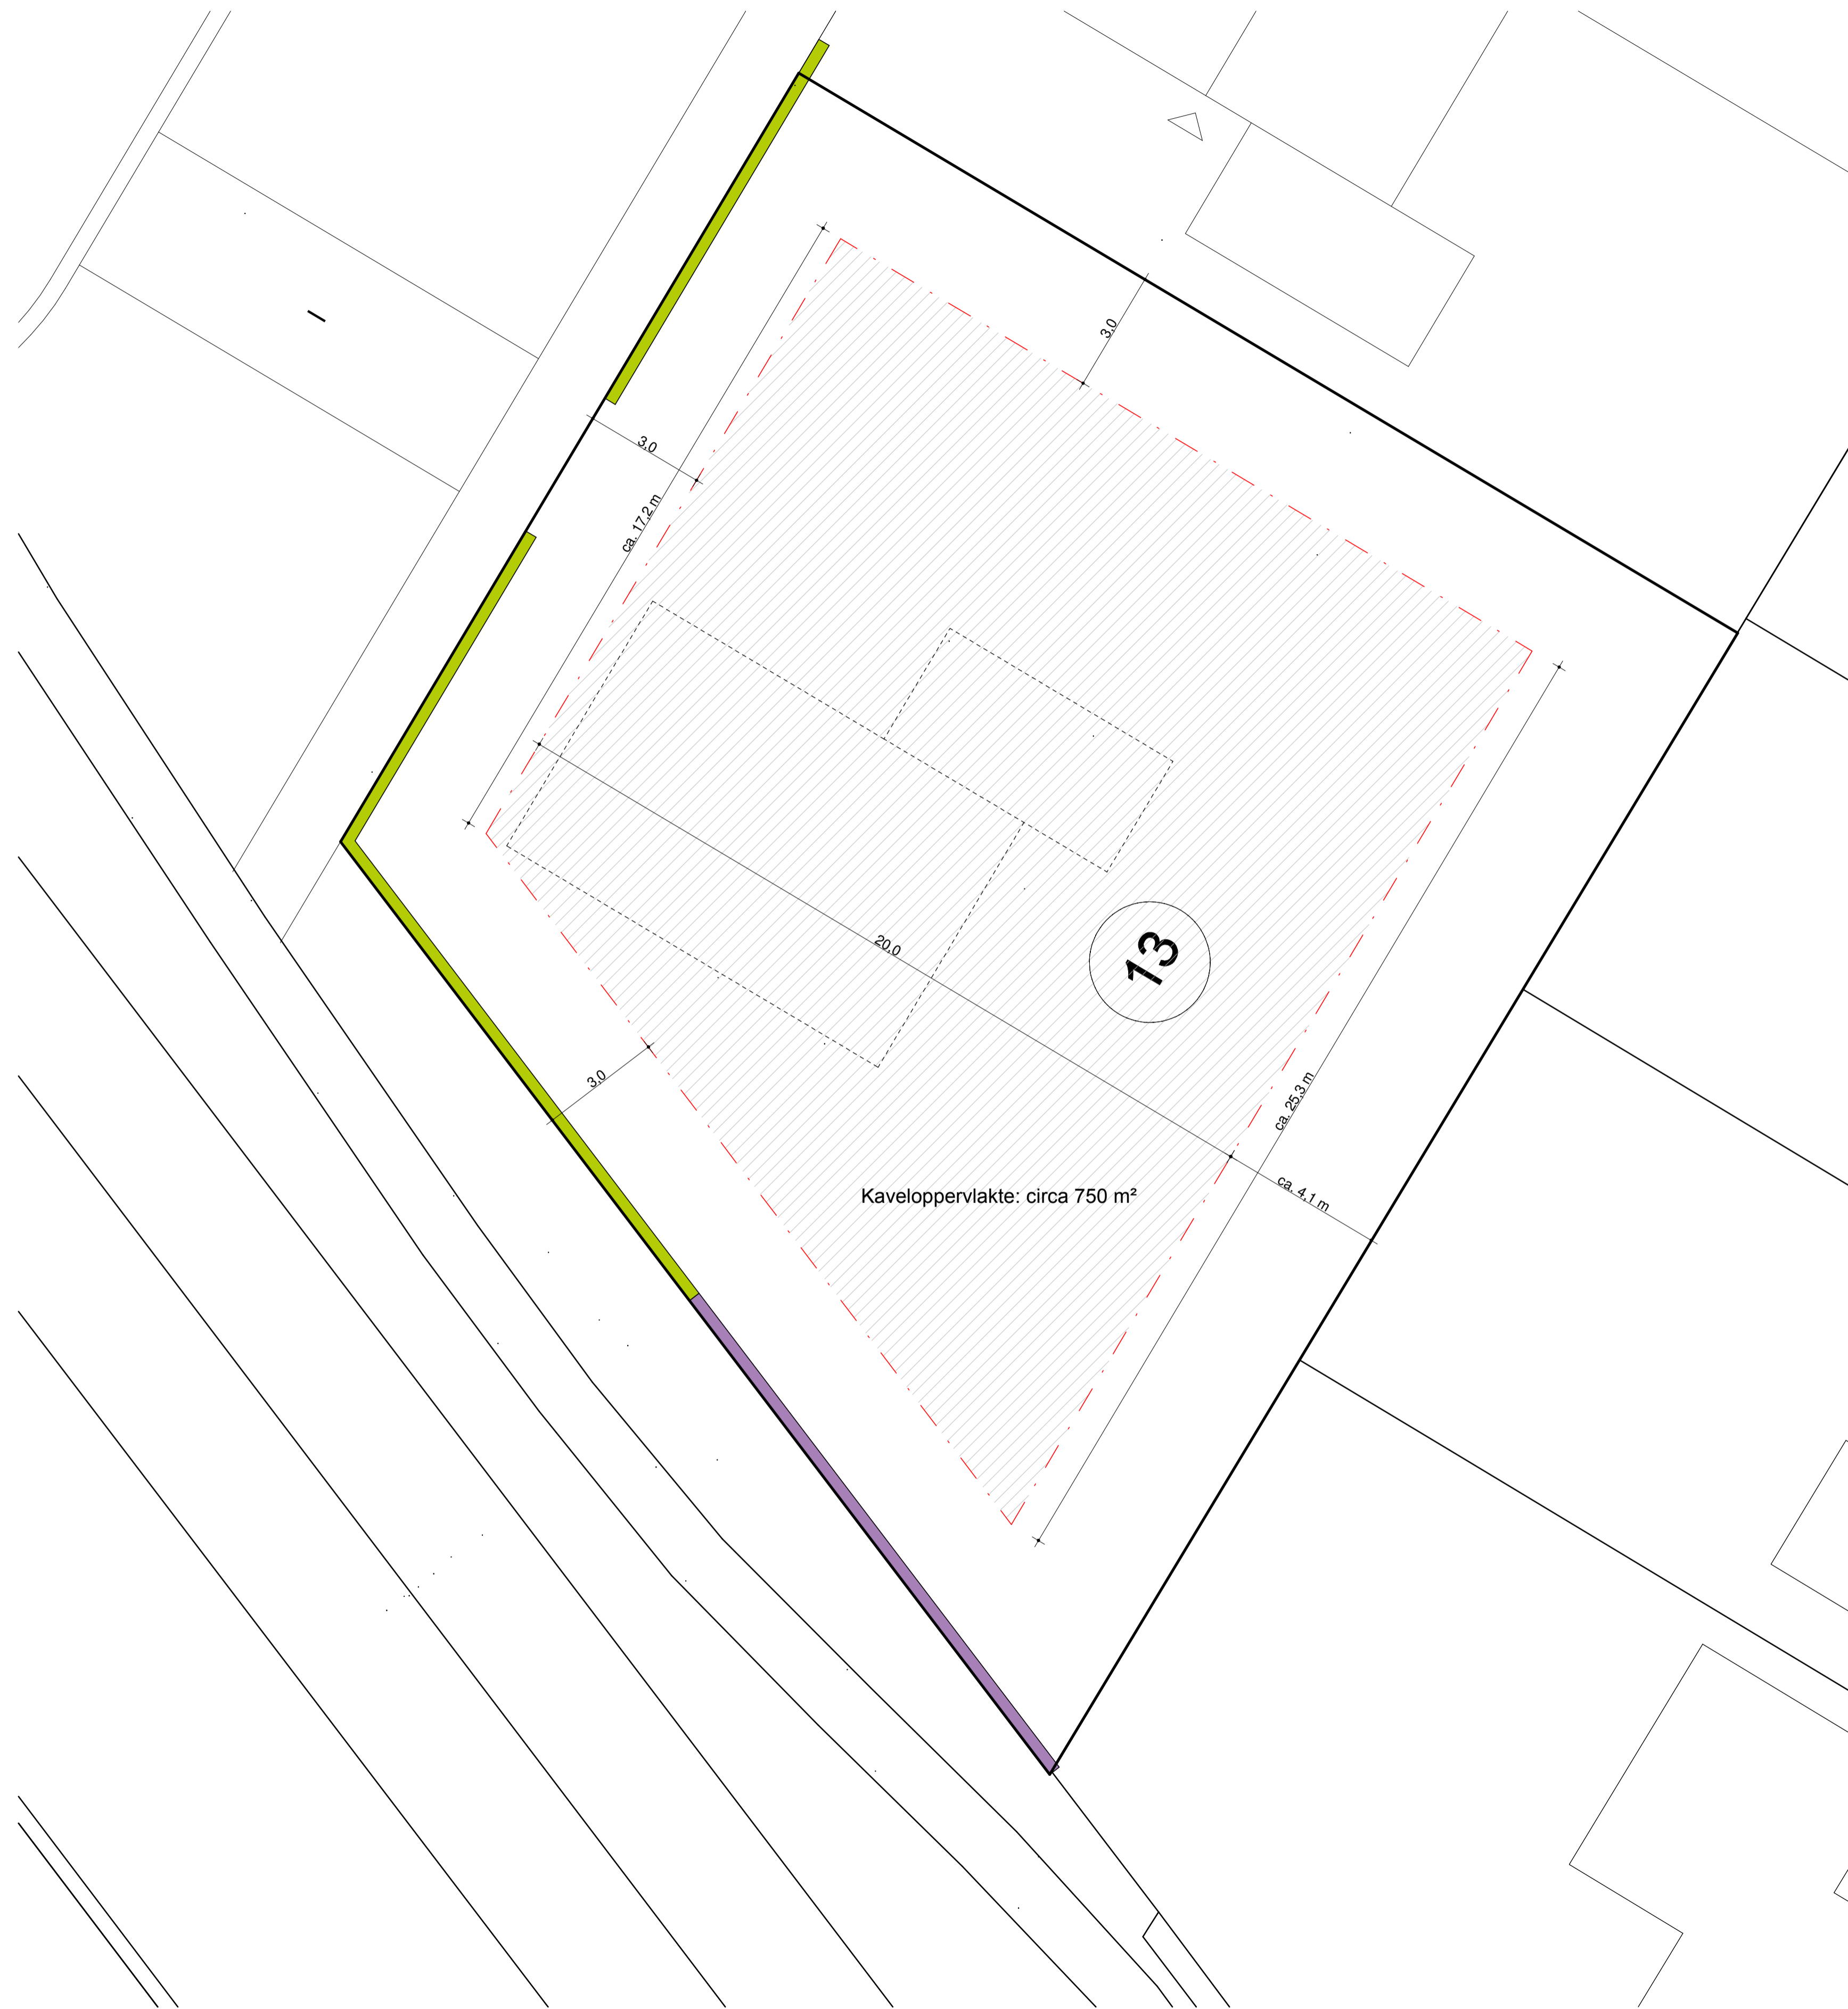 3,0
3,0
ca. 17,2 m
20,0
13
3,0
ca. 25,3 m
ca. 4,1 m
Kaveloppervlakte: circa 750 m²